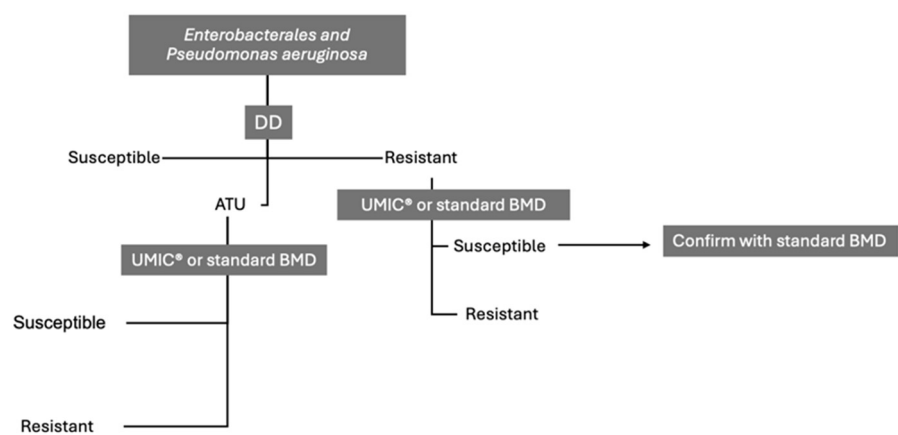 Enterobacterales and
Pseudomonas aeruginosa
DD
Susceptible
Resistant
ATU
UMIC® or standard BMD
UMIC® or standard BMD
Susceptible
Confirm with standard BMD
Resistant
Susceptible
Resistant